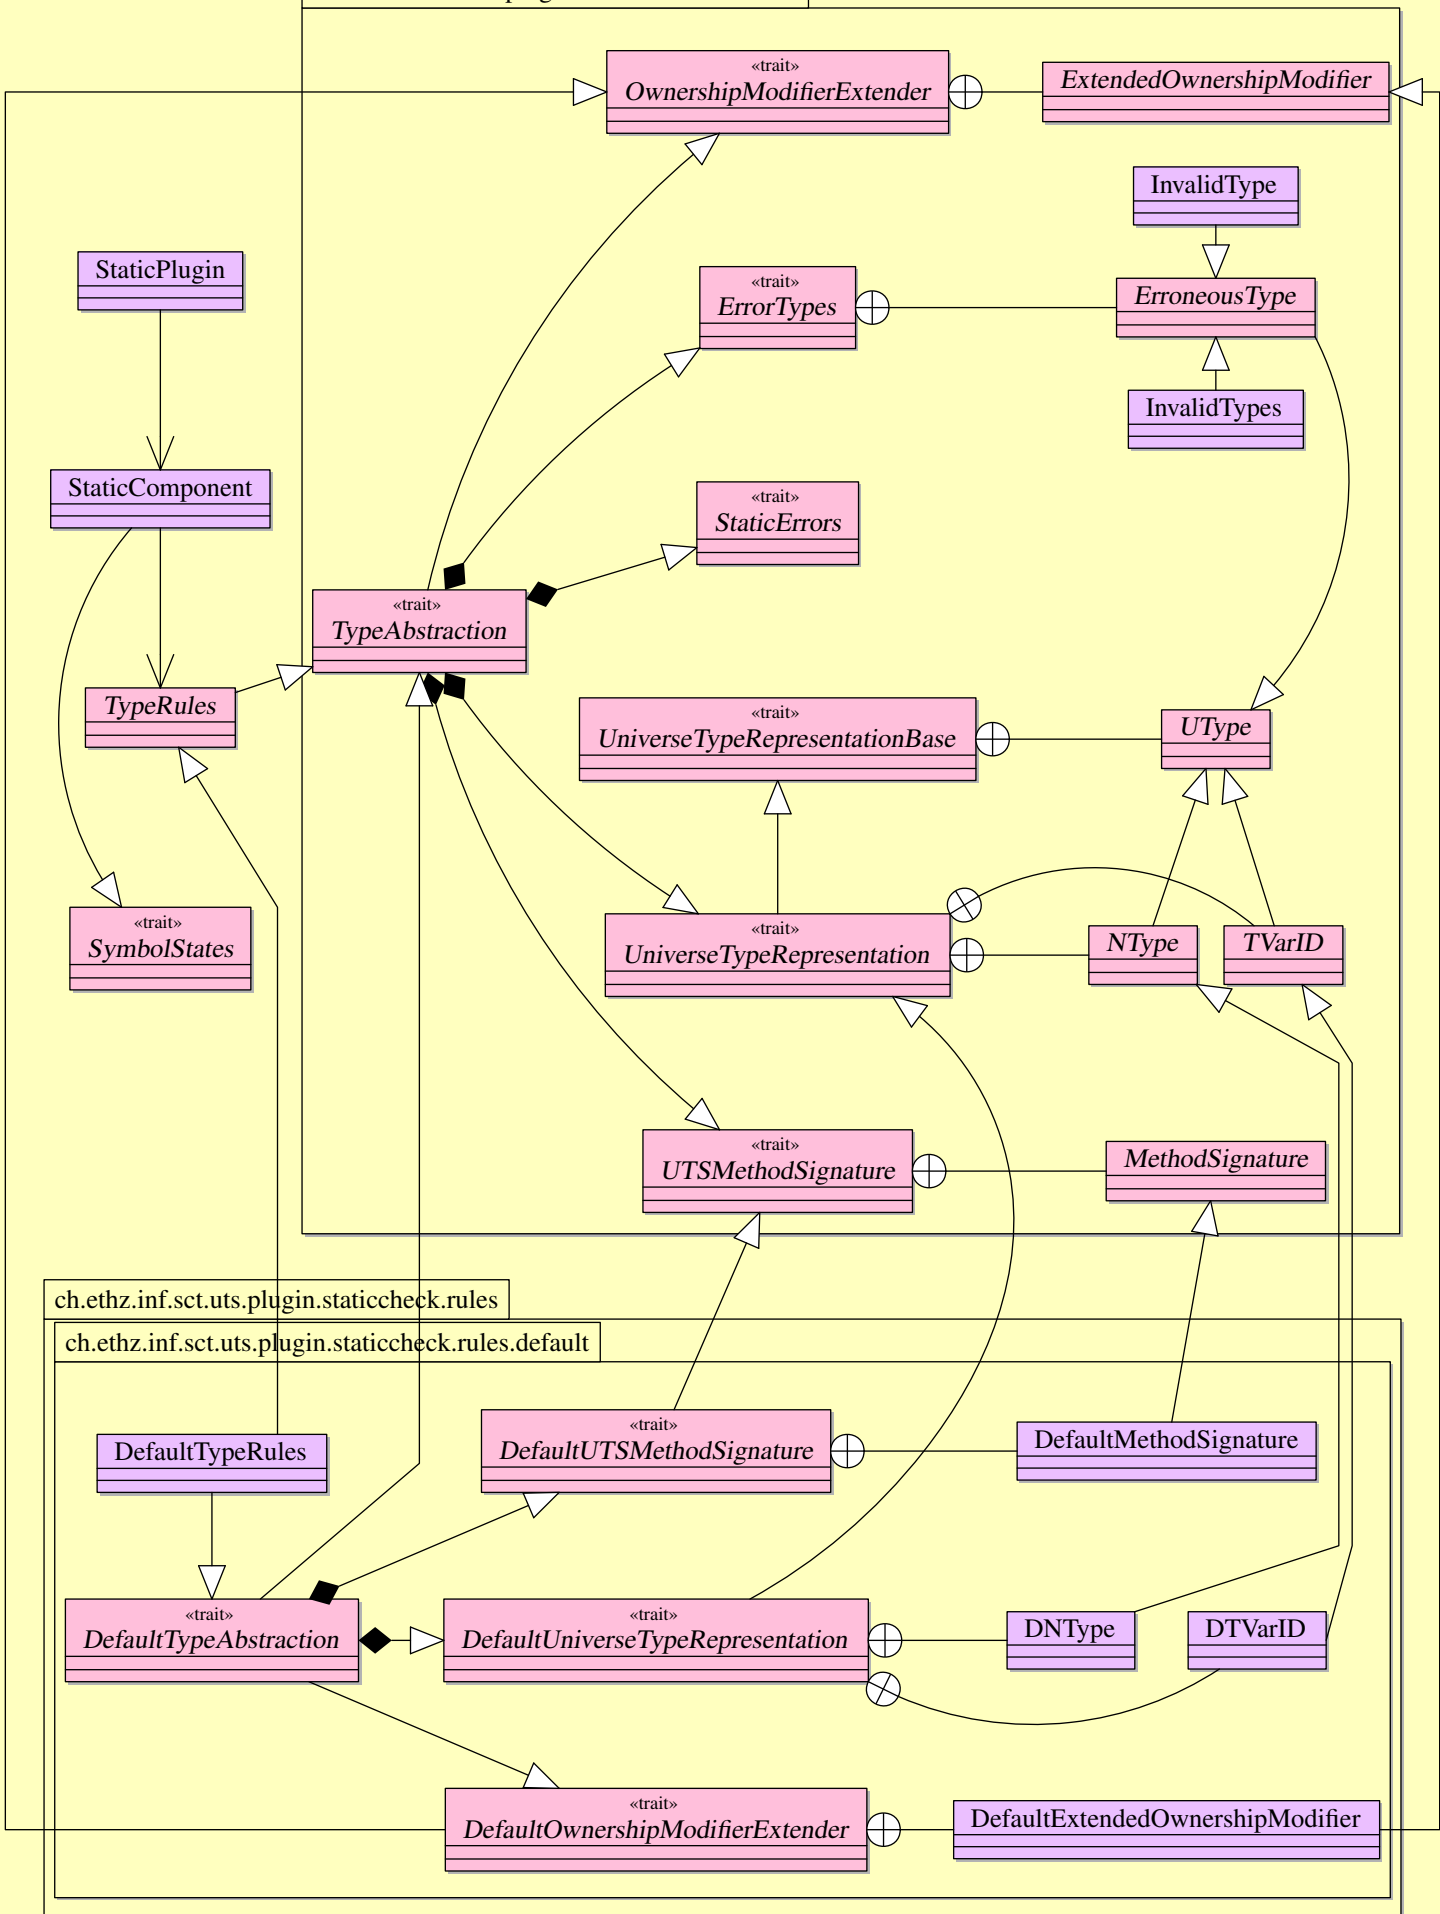 «trait»
OwnershipModifierExtender
ExtendedOwnershipModifier
InvalidType
StaticPlugin
«trait»
ErrorTypes
ErroneousType
InvalidTypes
StaticComponent
«trait»
StaticErrors
«trait»
TypeAbstraction
TypeRules
«trait»
UniverseTypeRepresentationBase
UType
«trait»
SymbolStates
«trait»
UniverseTypeRepresentation
NType
TVarID
«trait»
UTSMethodSignature
MethodSignature
ch.ethz.inf.sct.uts.plugin.staticcheck.rules
ch.ethz.inf.sct.uts.plugin.staticcheck.rules.default
DefaultTypeRules
«trait»
DefaultUTSMethodSignature
DefaultMethodSignature
«trait»
DefaultTypeAbstraction
«trait»
DefaultUniverseTypeRepresentation
DNType
DTVarID
«trait»
DefaultOwnershipModifierExtender
DefaultExtendedOwnershipModifier